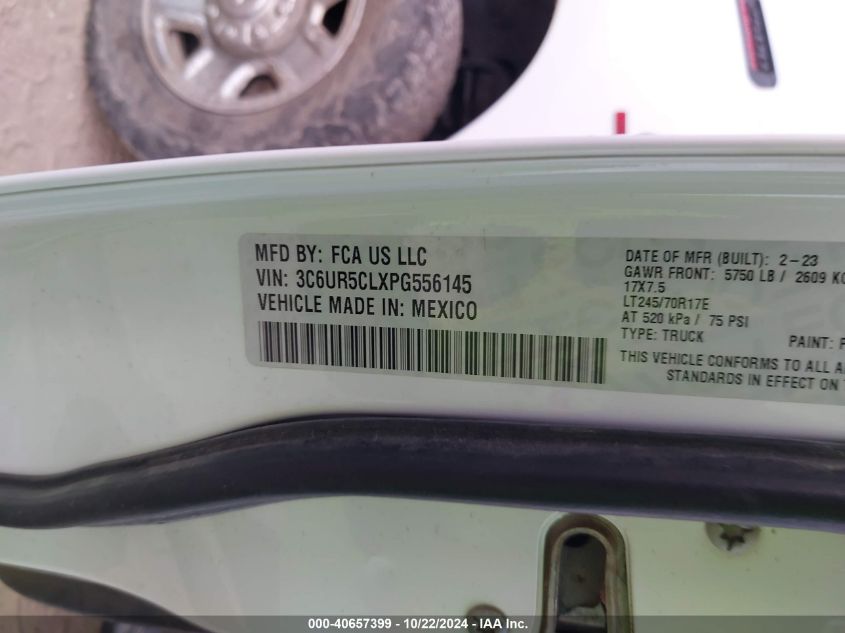 MFD BY: FCA US LLC
VIN: 3C6UR5CLXPG556145
VEHICLE MADE IN: MEXICO
DATE OF MFR (BUILT): 2-23
GAWR FRONT: 5750 LB / 2609 KG
17X7.5
LT245/70R17E
AT 520 kPa / 75 PSI
TYPE: TRUCK
PAINT:
THIS VEHICLE CONFORMS TO ALL
STANDARDS IN EFFECT ON
000-40657399 - 10/22/2024 - IAA Inc.